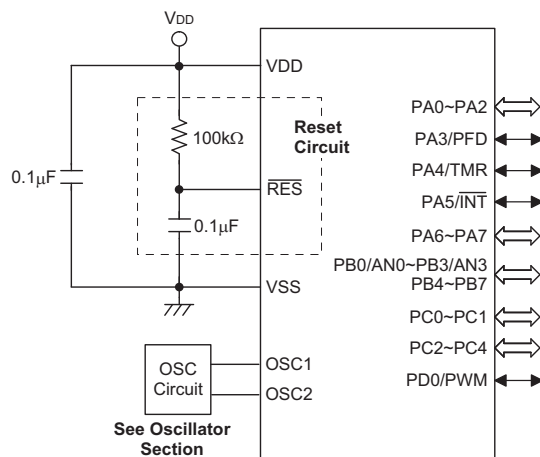 VDD
VDD
100kΩ
Reset
Circuit
0.1μF
RES
0.1μF
VSS
OSC
Circuit
OSC1
OSC2
See Oscillator
Section
PA0~PA2
PA3/PFD
PA4/TMR
PA5/INT
PA6~PA7
PB0/AN0~PB3/AN3
PB4~PB7
PC0~PC1
PC2~PC4
PD0/PWM